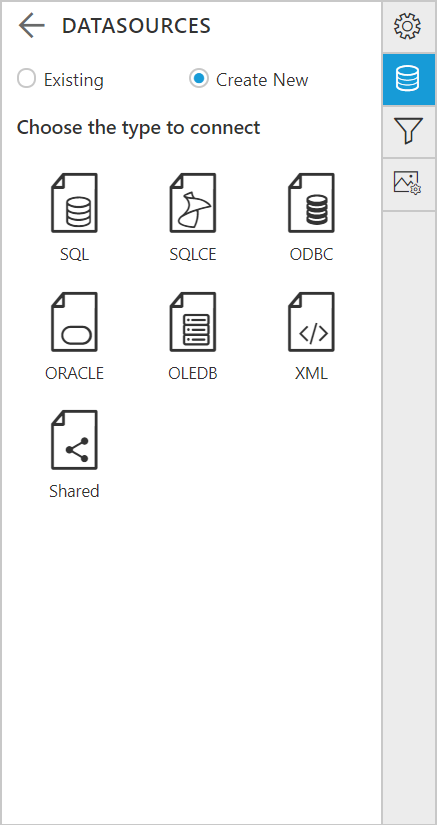 DATASOURCES
Existing
Create New
Choose the type to connect
SQL
SQLCE
ODBC
ORACLE
OLEDB
XML
Shared